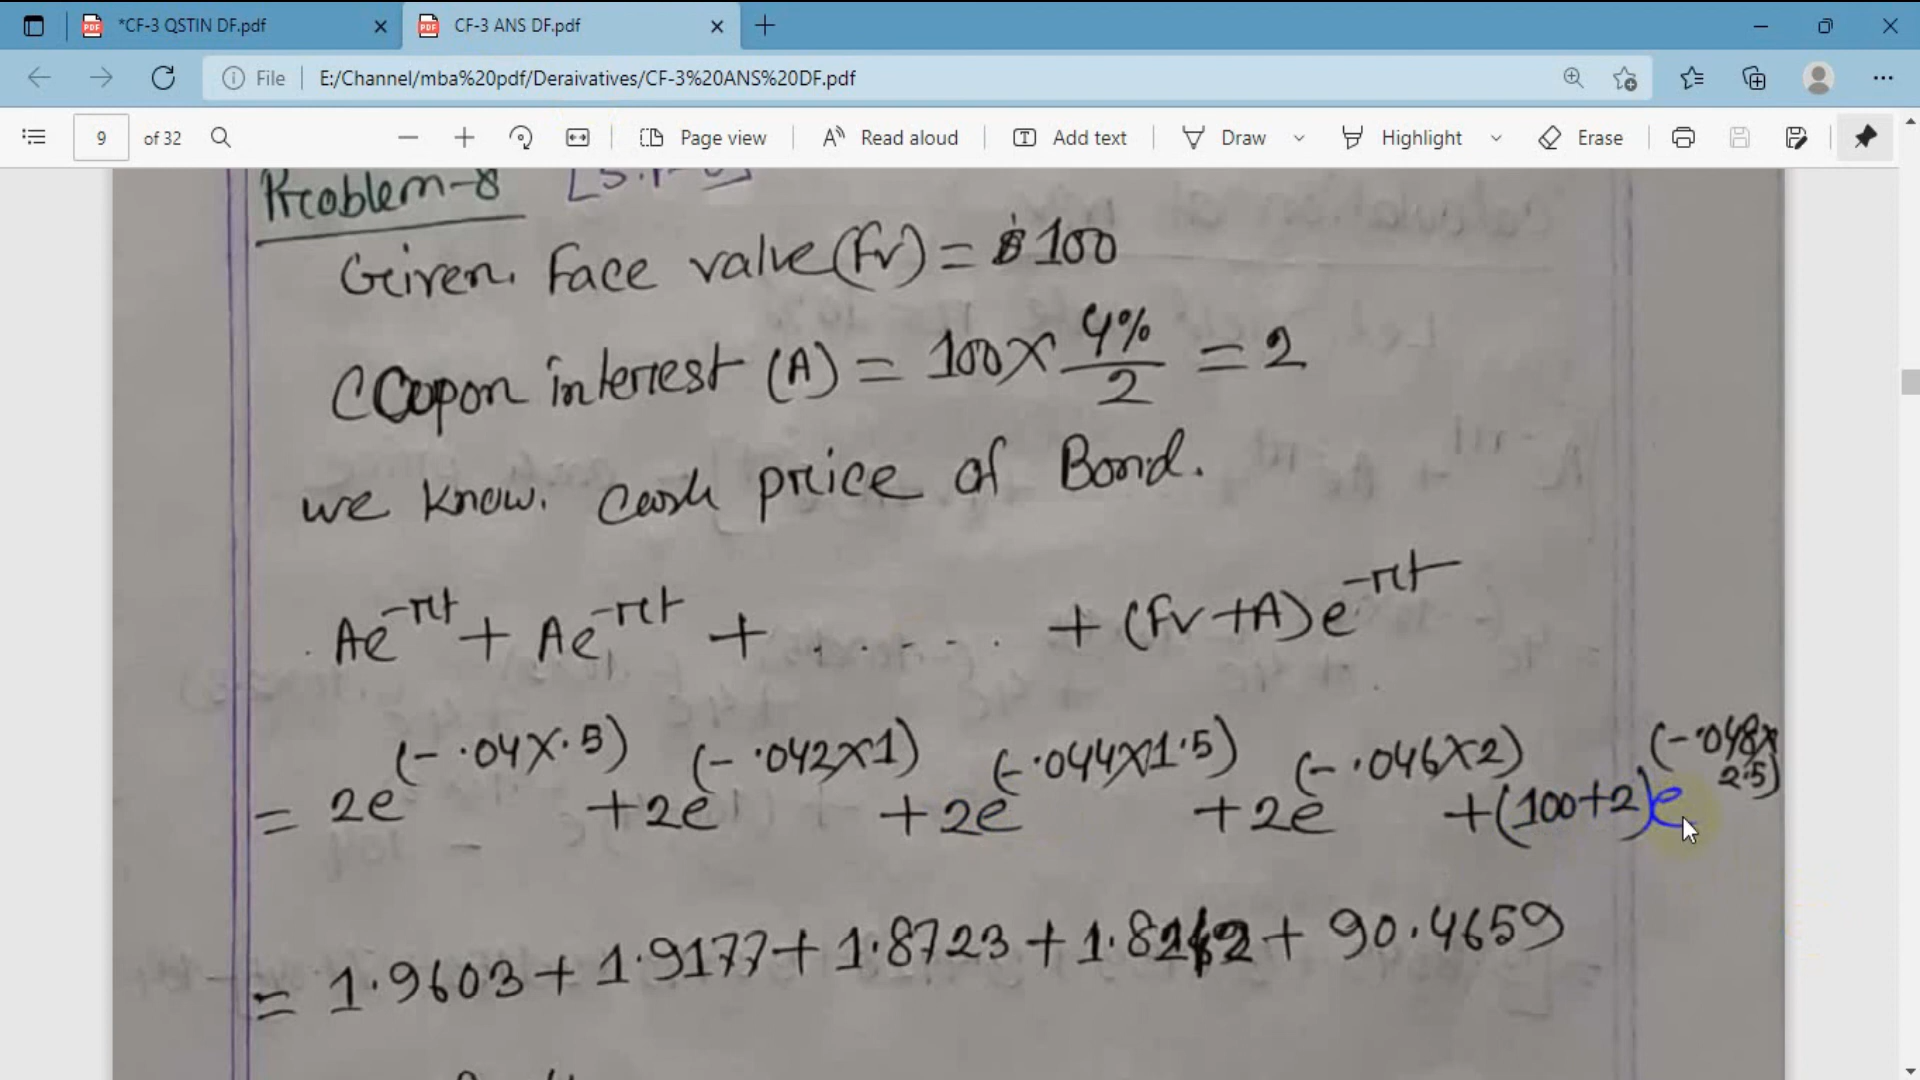 *CF-3 QSTIN DF.pdf
CF-3 ANS DF.pdf
File
E:/Channel/mba%20pdf/Deraivatives/CF-3%20ANS%20DF.pdf
9 of 32 Page view Read aloud Add text Draw Highlight Erase
Problem-8
Given. Face value (Fv) = $100
Coupon interest (A) = 100 × 4%/2 = 2
we know. cash price of Bond.
Ae^-rt + Ae^-rt + ...... + (Fv+A)e^-rt
= 2e^(-.04×.5) + 2e^(-.042×1) + 2e^(-.044×1.5) + 2e^(-.046×2) + (100+2)e^(-.048×2.5)
= 1.9603 + 1.9177 + 1.8723 + + 90.4659